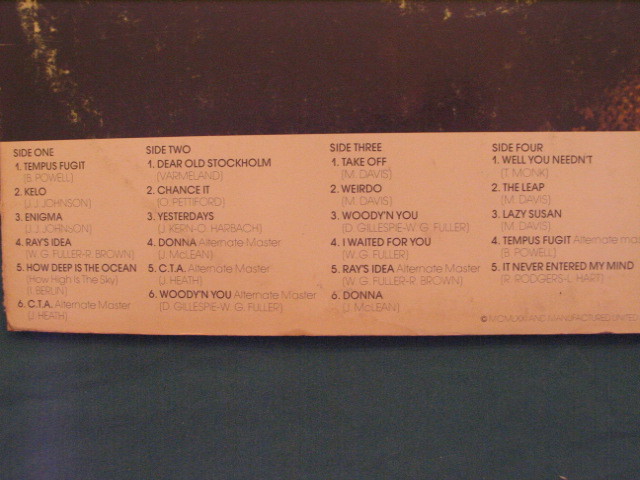 SIDE ONE
1. TEMPUS FUGIT
(B. POWELL)
2. KELO
(J.J. JOHNSON)
3. ENIGMA
(J.J. JOHNSON)
4. RAY'S IDEA
(W.G. FULLER-R. BROWN)
5. HOW DEEP IS THE OCEAN
(How High Is The Sky)
(I. BERLIN)
6. C.T.A. Alternate Master
(J. HEATH)
SIDE TWO
1. DEAR OLD STOCKHOLM
(VARMELAND)
2. CHANCE IT
(O. PETTIFORD)
3. YESTERDAYS
(J. KERN-O. HARBACH)
4. DONNA Alternate Master
(J. McLEAN)
5. C.T.A. Alternate Master
(J. HEATH)
6. WOODY'N YOU Alternate Master
(D. GILLESPIE-W. G. FULLER)
SIDE THREE
1. TAKE OFF
(M. DAVIS)
2. WEIRDO
(M. DAVIS)
3. WOODY'N YOU
(D. GILLESPIE-W. G. FULLER)
4. I WAITED FOR YOU
(W.G. FULLER)
5. RAY'S IDEA Alternate Master
(W.G. FULLER-R. BROWN)
6. DONNA
(J. McLEAN)
SIDE FOUR
1. WELL YOU NEEDN'T
(T. MONK)
2. THE LEAP
(M. DAVIS)
3. LAZY SUSAN
(M. DAVIS)
4. TEMPUS FUGIT Alternate mas
(B. POWELL)
5. IT NEVER ENTERED MY MIND
(R. RODGERS-L. HART)
AND MANUFACTURED UNITED